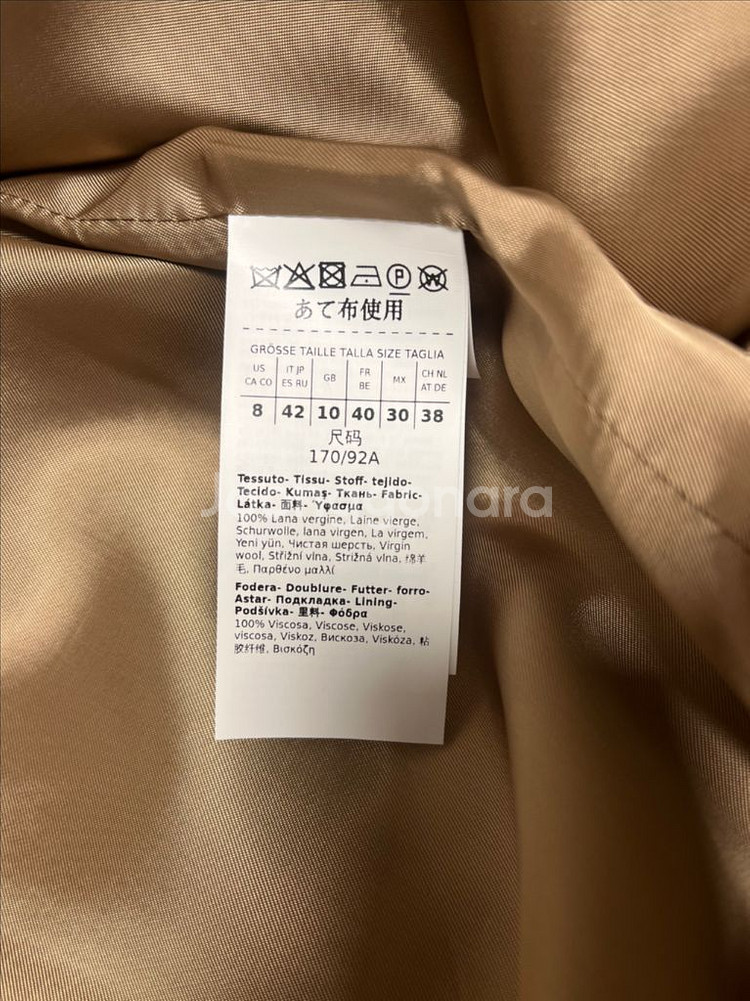 あて布使用
GRÖSSE TAILLE TALLA SIZE TAGLIA
US CA CO | IT JP ES RU | GB | FR BE | MX | CH NL AT DE
8 | 42 | 10 | 40 | 30 | 38
尺码
170/92A
Tessuto- Tissu- Stoff- tejido-
Tecido- Kumaş- Ткань- Fabric-
Látka- 面料- Ύφασμα
100% Lana vergine, Laine vierge,
Schurwolle, lana virgen, La virgem,
Yeni yün, Чистая шерсть, Virgin
wool, Střižní vlna, Strižná vlna, 绵羊
毛, Παρθένο μαλλί
Fodera- Doublure- Futter- forro-
Astar- Подкладка- Lining-
Podšívka- 里料- Φόδρα
100% Viscosa, Viscose, Viskose,
viscosa, Viskoz, Вискоза, Viskóza, 粘
胶纤维, Βισκόζη